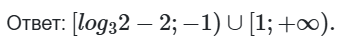 Ответ: [log₃2 − 2; −1) ∪ [1; +∞).